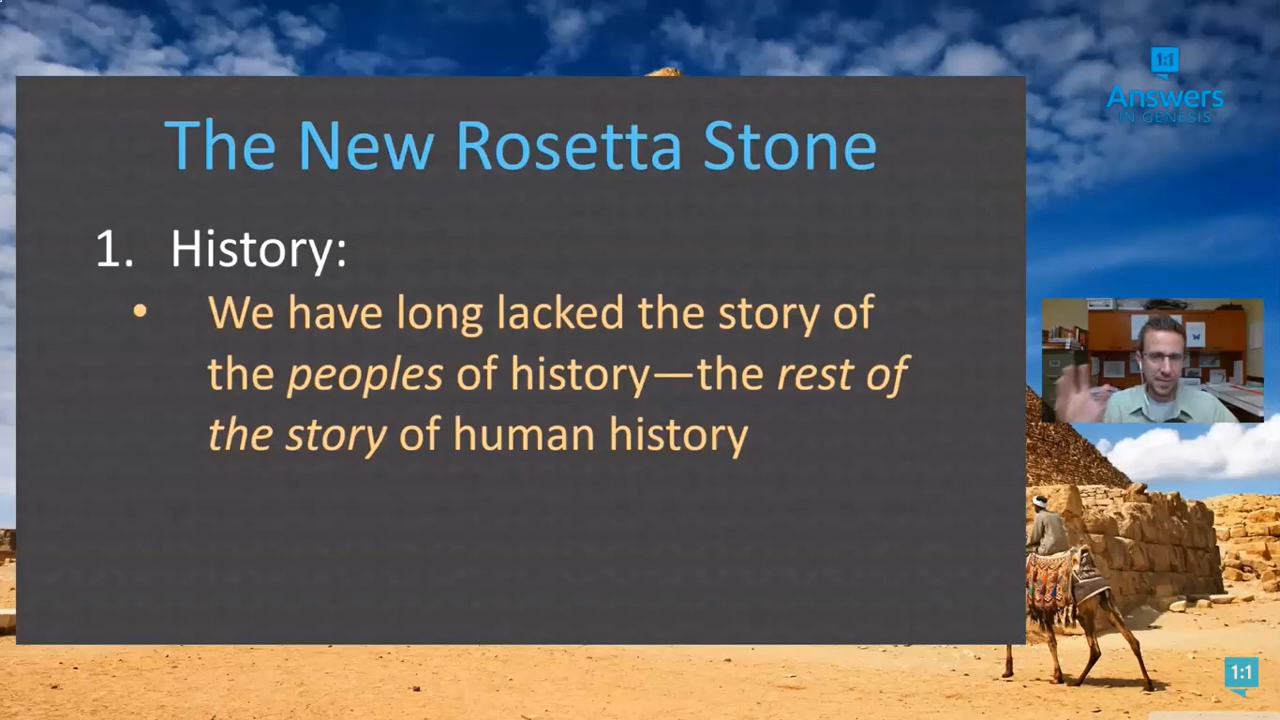 1:1
Answers
IN GENESIS
The New Rosetta Stone
1. History:
• We have long lacked the story of
the peoples of history—the rest of
the story of human history
1:1